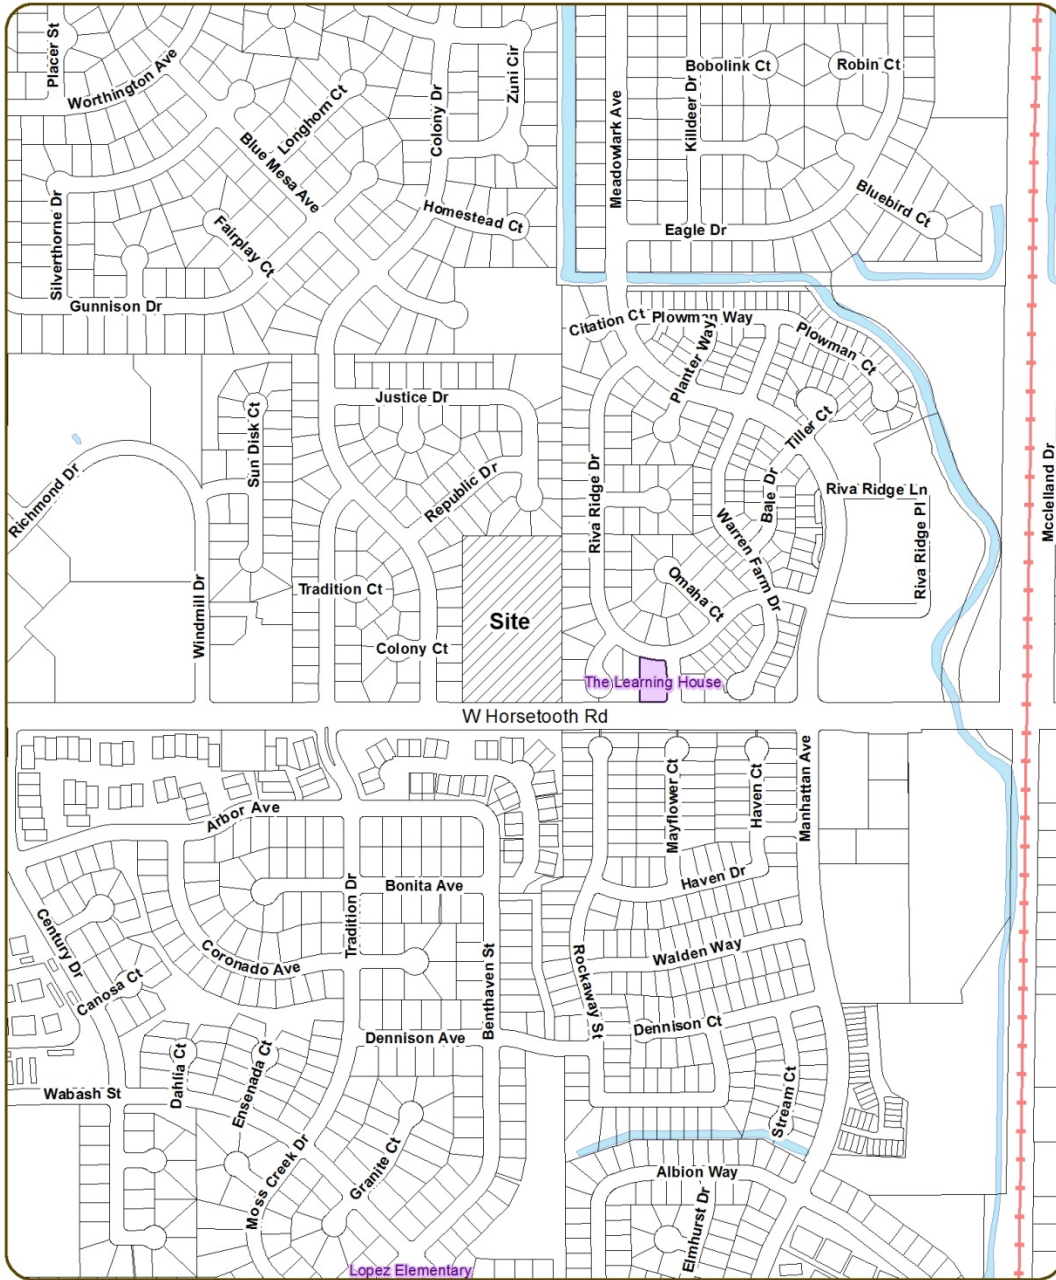 Placer St
Worthington Ave
Longhorn Ct
Blue Mesa Ave
Colony Dr
Zuni Cir
Meadowlark Ave
Bobolink Ct
Killdeer Dr
Robin Ct
Bluebird Ct
Eagle Dr
Silverthorne Dr
Fairplay Ct
Homestead Ct
Gunnison Dr
Citation Ct
Plowman Way
Planter Way
Plowman Ct
Justice Dr
Sun Disk Ct
Republic Dr
Tiller Ct
Richmond Dr
Riva Ridge Dr
Bale Dr
Riva Ridge Ln
Riva Ridge Pl
Mcclelland Dr
Warren Farm Dr
Windmill Dr
Tradition Ct
Omaha Ct
Site
Colony Ct
The Learning House
W Horsetooth Rd
Arbor Ave
Mayflower Ct
Haven Ct
Manhattan Ave
Bonita Ave
Tradition Dr
Haven Dr
Century Dr
Coronado Ave
Canosa Ct
Benthaven St
Rockaway St
Walden Way
Dennison Ave
Dennison Ct
Dahlia Ct
Ensenada Ct
Wabash St
Stream Ct
Moss Creek Dr
Granite Ct
Albion Way
Elmhurst Dr
Lopez Elementary